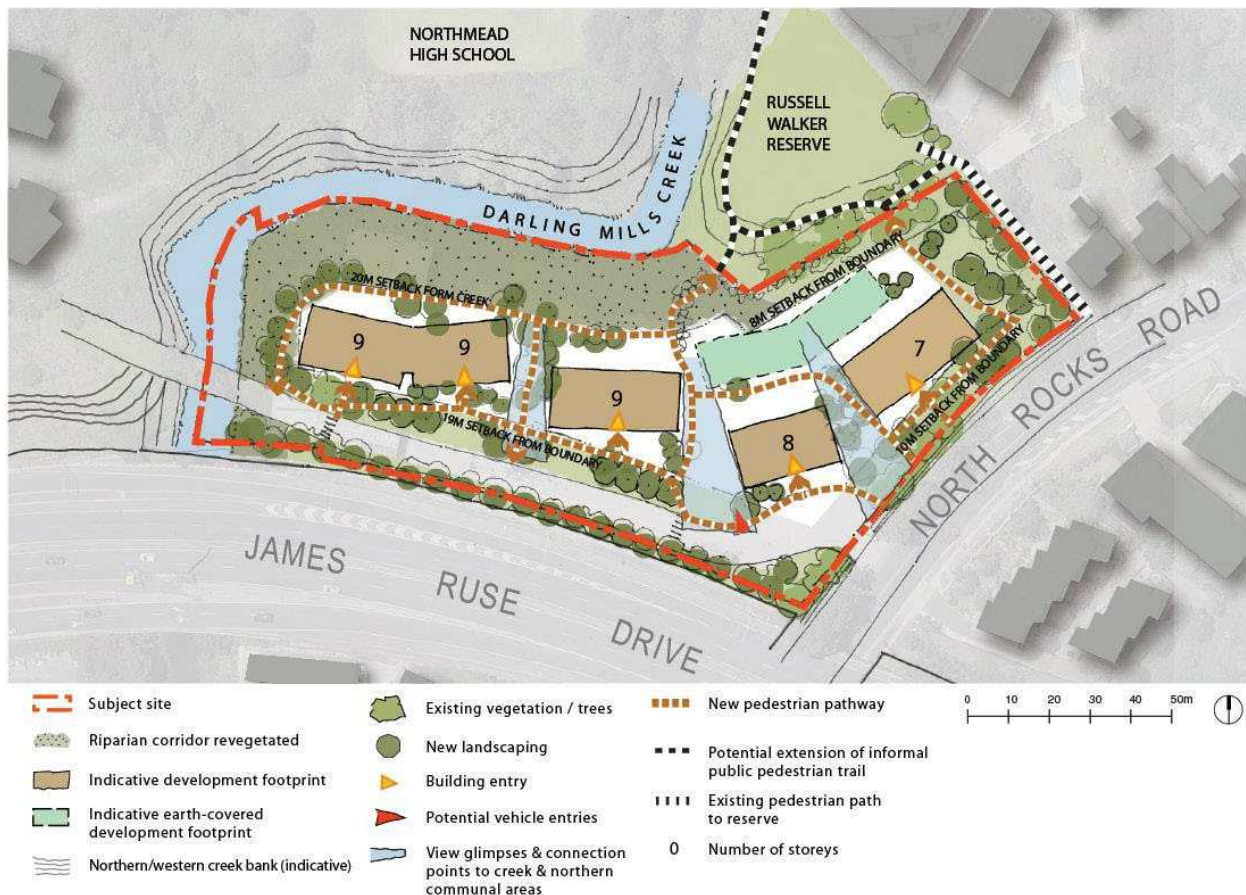 NORTHMEAD
HIGH SCHOOL
RUSSELL
WALKER
RESERVE
DARLING MILLS CREEK
20M SETBACK FORM CREEK
8M SETBACK FROM BOUNDARY
9
9
9
7
8
19M SETBACK FROM BOUNDARY
10M SETBACK FROM BOUNDARY
NORTH ROCKS ROAD
JAMES RUSE DRIVE
Subject site
Riparian corridor revegetated
Indicative development footprint
Indicative earth-covered
development footprint
Northern/western creek bank (indicative)
Existing vegetation / trees
New landscaping
Building entry
Potential vehicle entries
View glimpses & connection
points to creek & northern
communal areas
New pedestrian pathway
Potential extension of informal
public pedestrian trail
Existing pedestrian path
to reserve
0 Number of storeys
0 10 20 30 40 50m